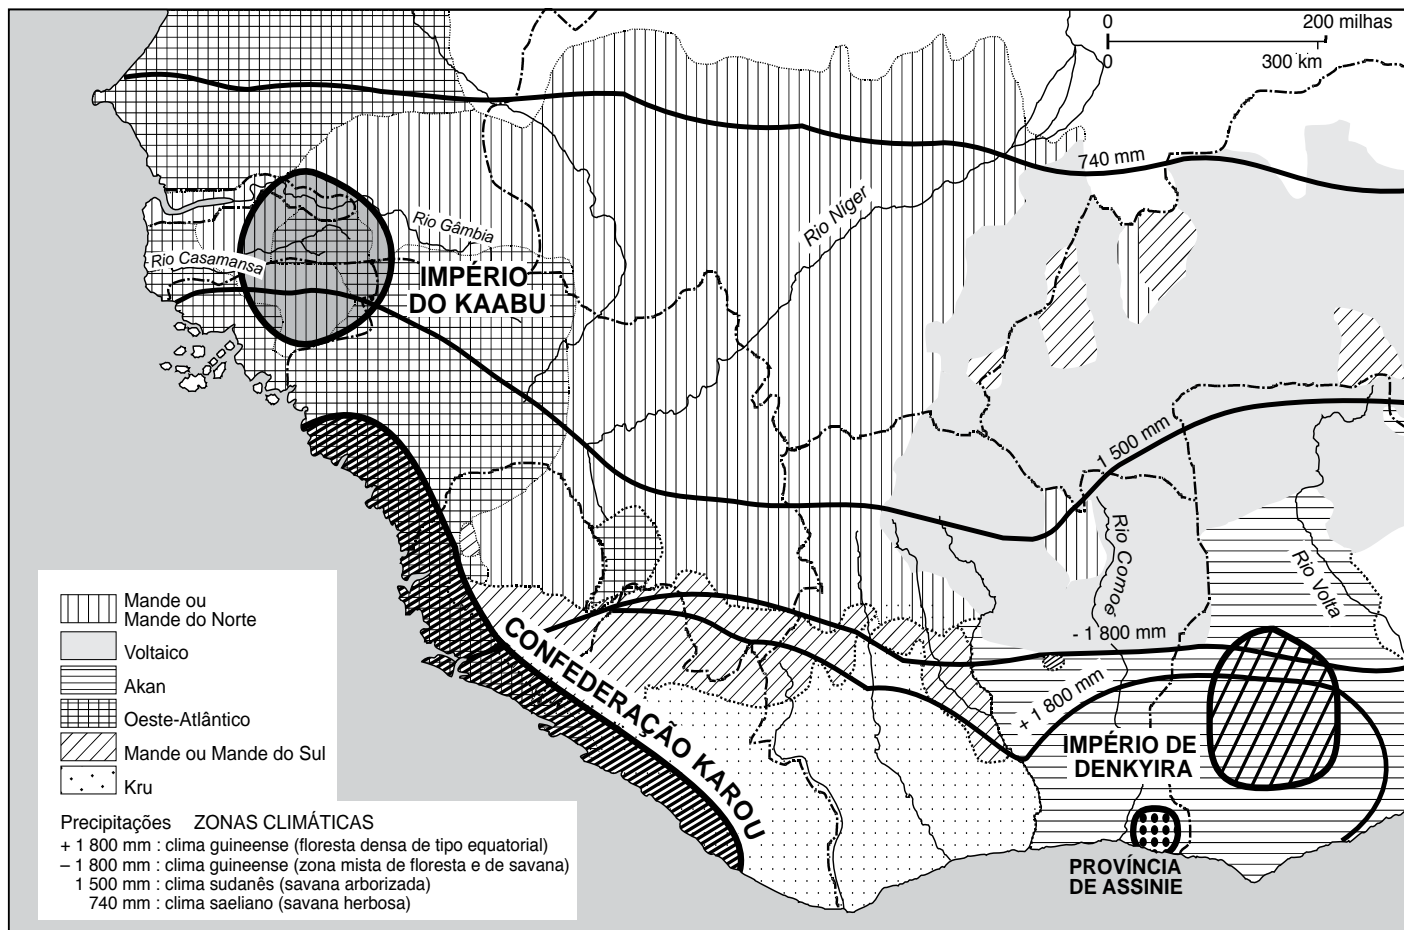 0 200 milhas
0 300 km
740 mm
Rio Níger
Rio Gâmbia
Rio Casamansa
IMPÉRIO
DO KAABU
1 500 mm
Rio Comoé
Rio Volta
- 1 800 mm
+ 1 800 mm
CONFEDERAÇÃO KAROU
IMPÉRIO DE
DENKYIRA
PROVÍNCIA
DE ASSINIE
Mande ou
Mande do Norte
Voltaico
Akan
Oeste-Atlântico
Mande ou Mande do Sul
Kru
Precipitações ZONAS CLIMÁTICAS
+ 1 800 mm : clima guineense (floresta densa de tipo equatorial)
– 1 800 mm : clima guineense (zona mista de floresta e de savana)
1 500 mm : clima sudanês (savana arborizada)
740 mm : clima saeliano (savana herbosa)